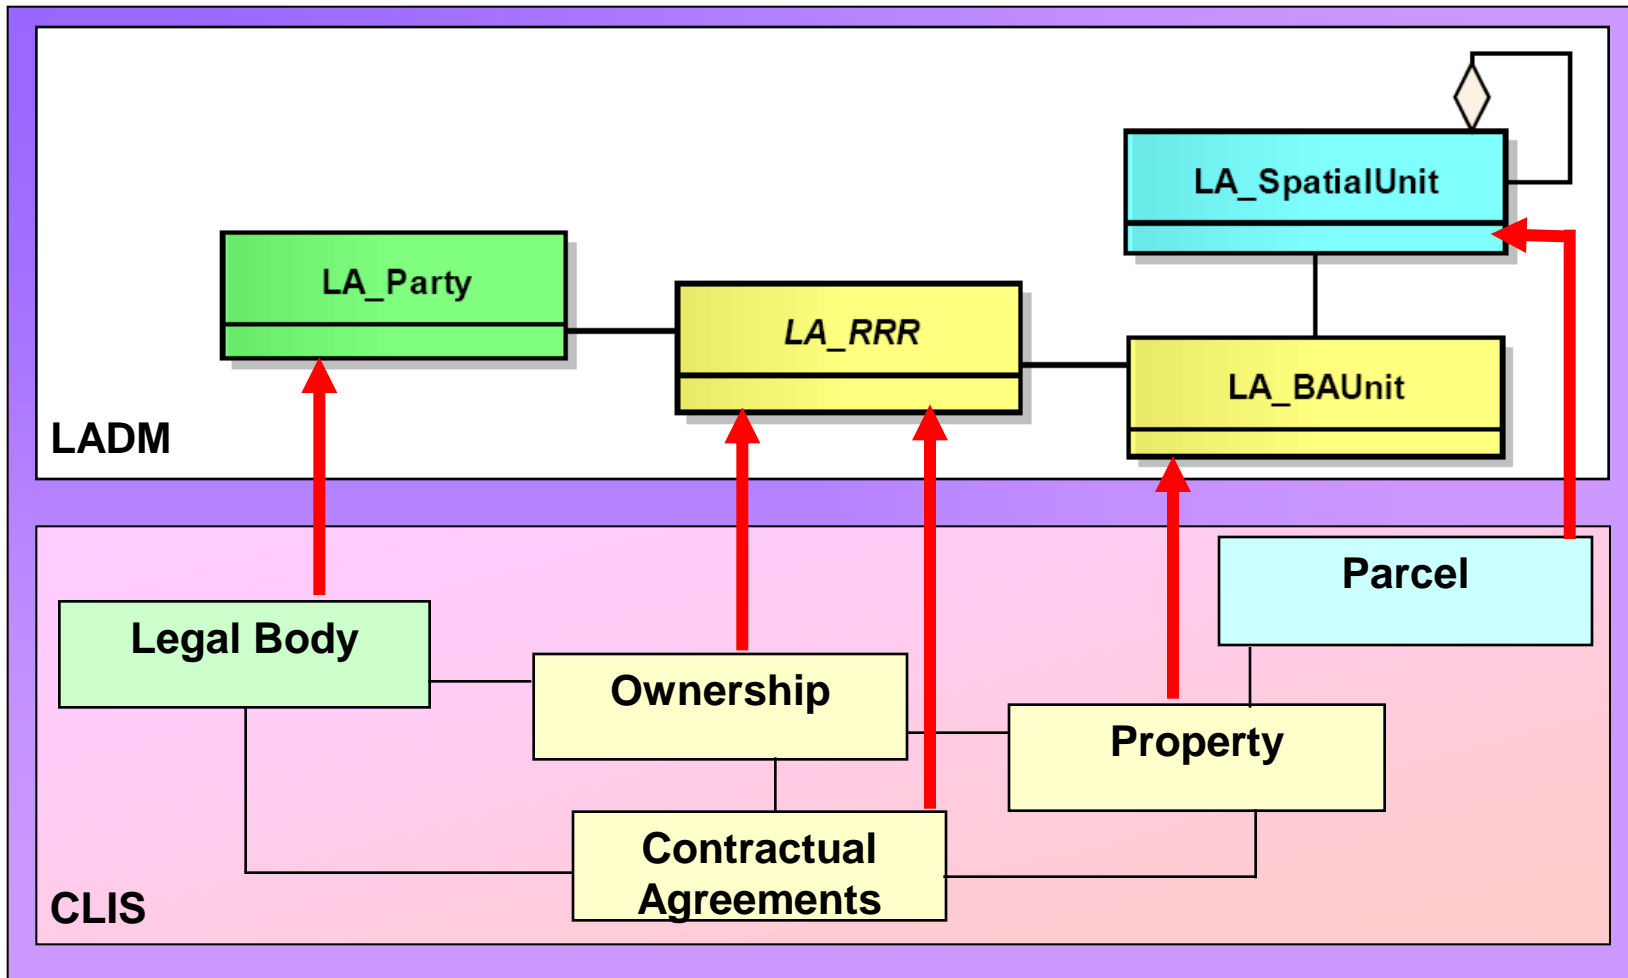 LA_SpatialUnit
LA_Party
LA_RRR
LA_BAUnit
LADM
Parcel
Legal Body
Ownership
Property
Contractual
Agreements
CLIS